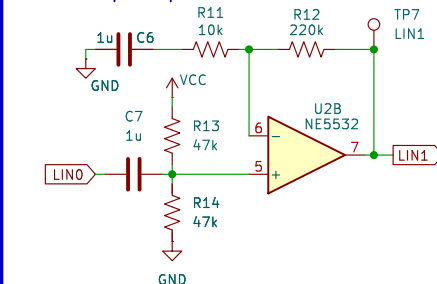 R11
10k
R12
220k
TP7
LIN1
1u C6
GND
VCC
C7
1u
R13
47k
U2B
NE5532
6
−
5
+
7
LIN0
LIN1
R14
47k
GND